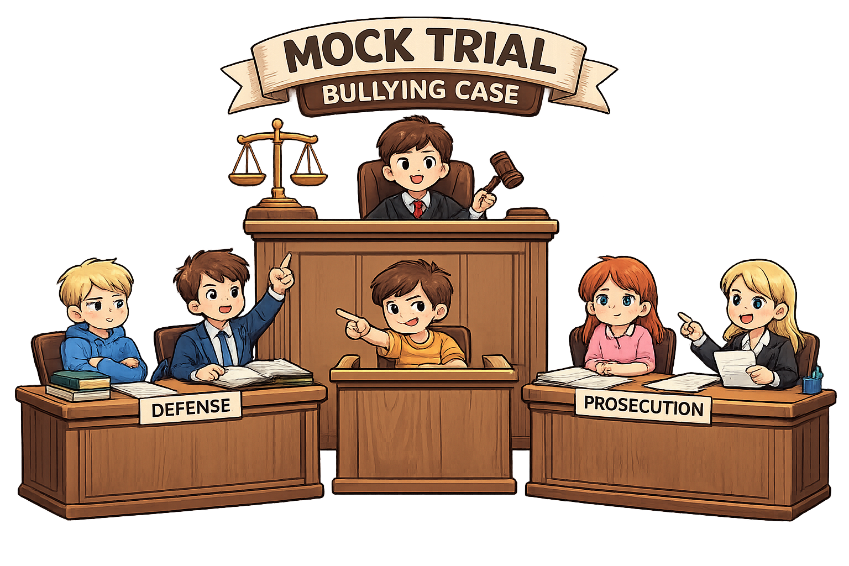 MOCK TRIAL
BULLYING CASE
DEFENSE
PROSECUTION